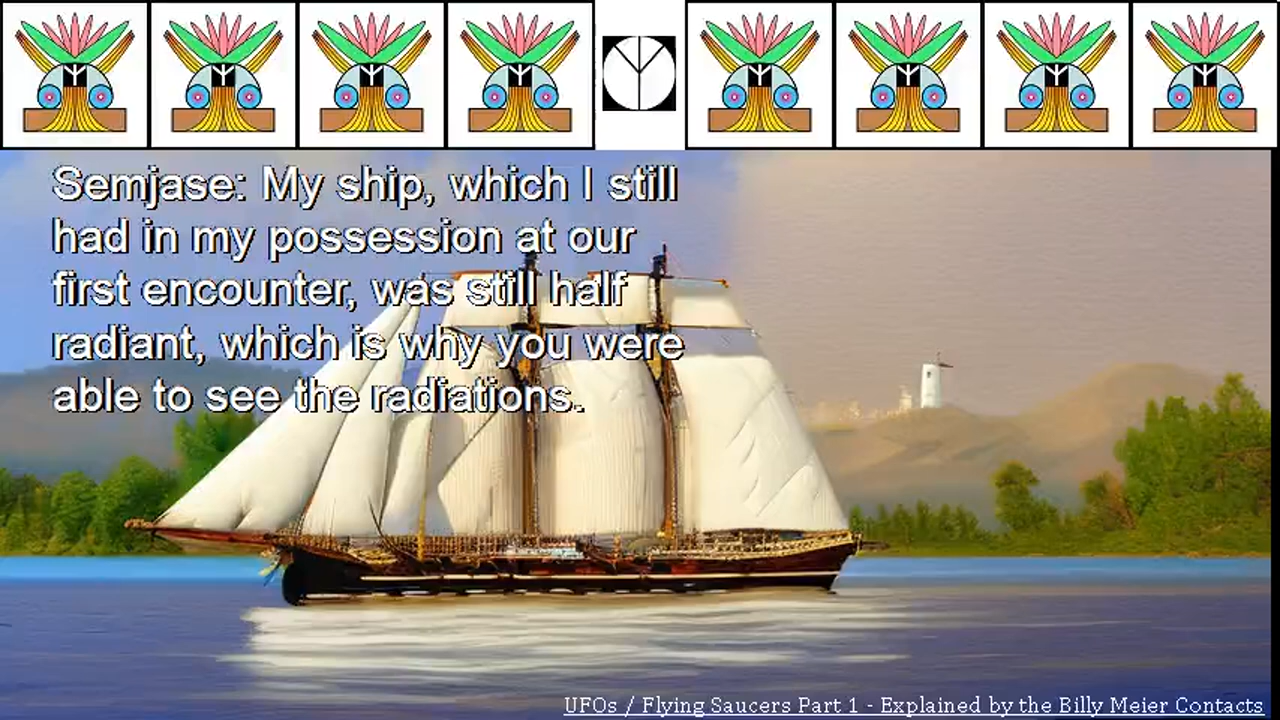 Semjase: My ship, which I still
had in my possession at our
first encounter, was still half
radiant, which is why you were
able to see the radiations.
UFOs / Flying Saucers Part 1 - Explained by the Billy Meier Contacts